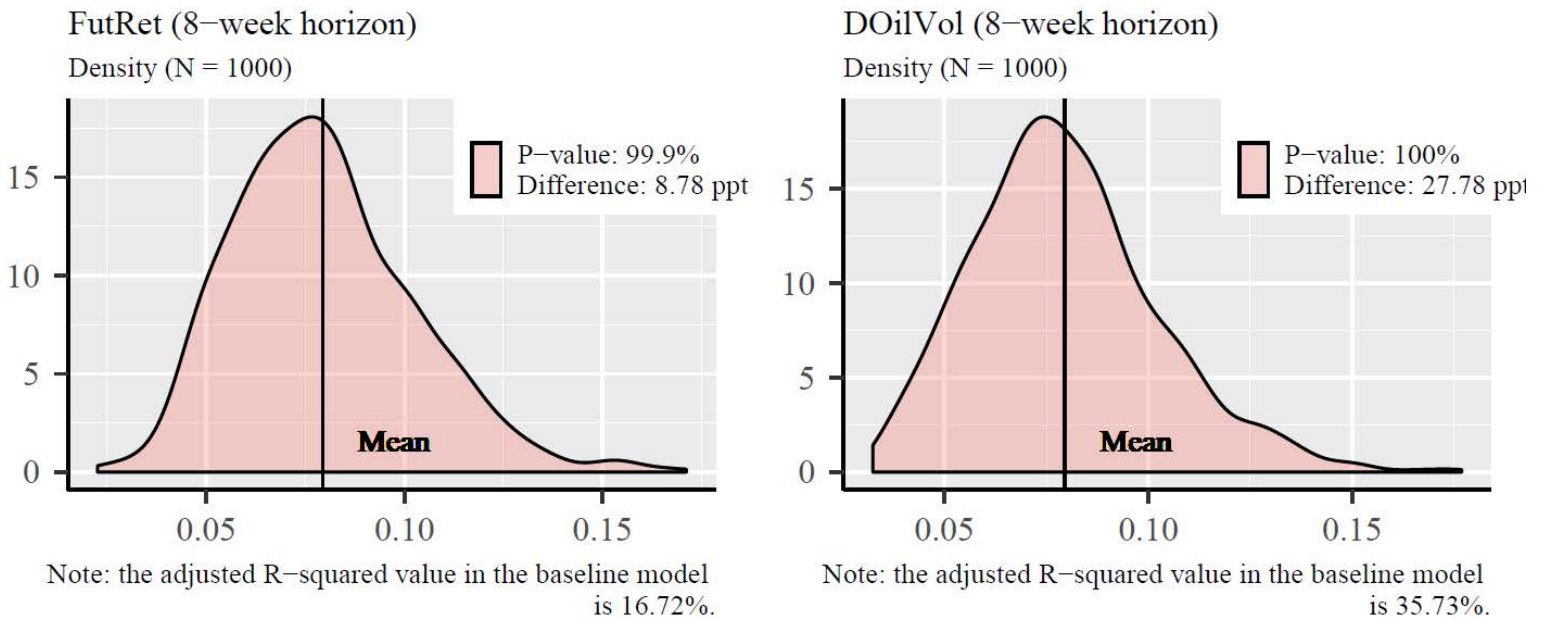 FutRet (8−week horizon)
Density (N = 1000)
P−value: 99.9%
Difference: 8.78 ppt
15
10
5
0
Mean
0.05 0.10 0.15
Note: the adjusted R−squared value in the baseline model
is 16.72%.
DOilVol (8−week horizon)
Density (N = 1000)
P−value: 100%
Difference: 27.78 ppt
15
10
5
0
Mean
0.05 0.10 0.15
Note: the adjusted R−squared value in the baseline model
is 35.73%.